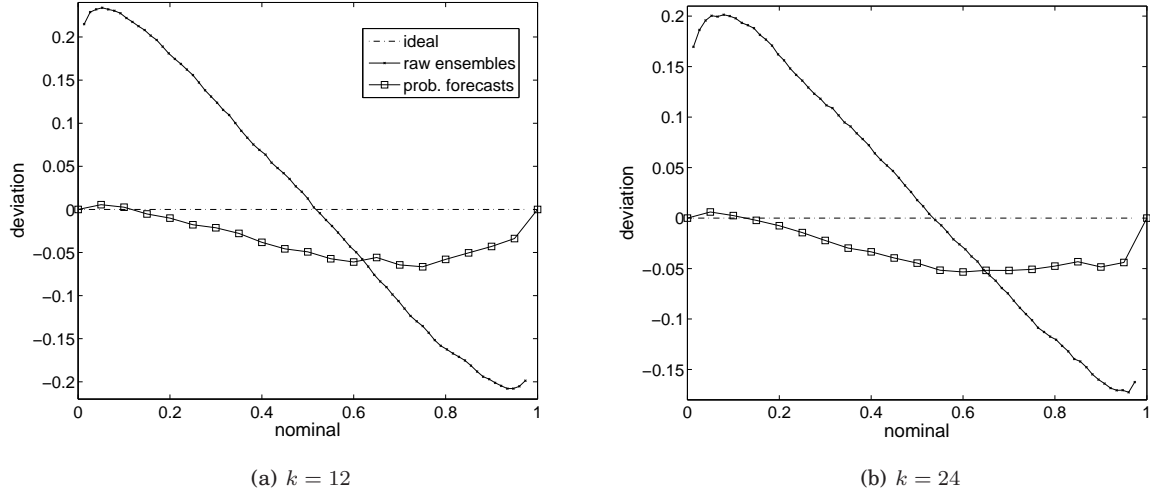 0.2
0.15
0.1
0.05
0
−0.05
−0.1
−0.15
−0.2
deviation
0 0.2 0.4 0.6 0.8 1
nominal
ideal
raw ensembles
prob. forecasts
(a) k = 12
0.2
0.15
0.1
0.05
0
−0.05
−0.1
−0.15
deviation
0 0.2 0.4 0.6 0.8 1
nominal
(b) k = 24